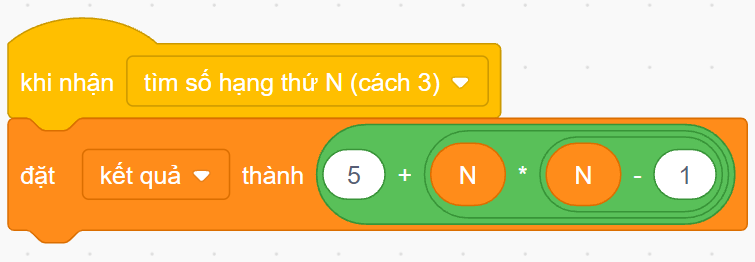 khi nhận tìm số hạng thứ N (cách 3)
đặt kết quả thành 5 + N * N - 1